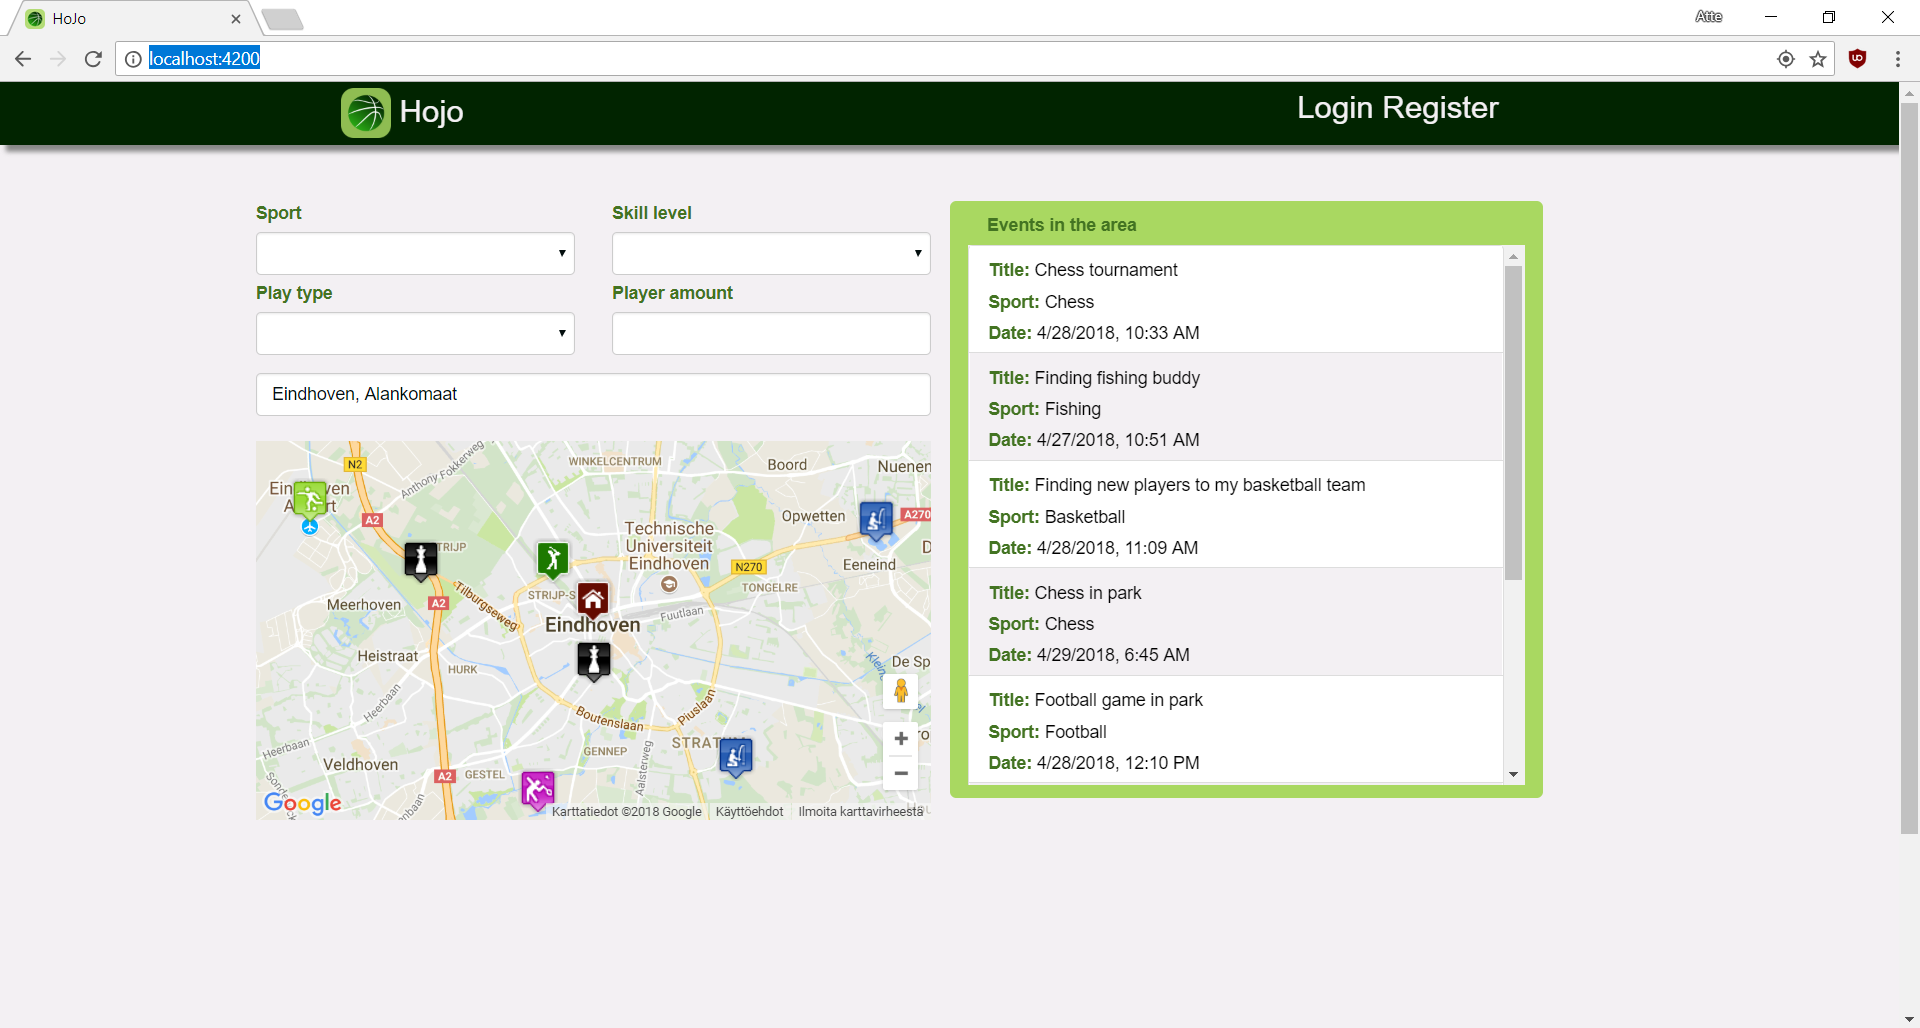 HoJo
Atte
localhost:4200
Hojo
Login Register
Sport
Skill level
Play type
Player amount
Eindhoven, Alankomaat
Events in the area
Title: Chess tournament
Sport: Chess
Date: 4/28/2018, 10:33 AM
Title: Finding fishing buddy
Sport: Fishing
Date: 4/27/2018, 10:51 AM
Title: Finding new players to my basketball team
Sport: Basketball
Date: 4/28/2018, 11:09 AM
Title: Chess in park
Sport: Chess
Date: 4/29/2018, 6:45 AM
Title: Football game in park
Sport: Football
Date: 4/28/2018, 12:10 PM
N2
Anthony Fokkerweg
WINKELCENTRUM
Boord
Nuenen
A2
Opwetten
A270
Technische
Universiteit
Eindhoven
N270
Eeneind
TONGELRE
Tilburgseweg
STRIJP-S
Meerhoven
A2
Fuutlaan
Eindhoven
Heistraat
HURK
De Sp
Heerbaan
Piuslaan
Boutenslaan
GENNEP
Aalsterweg
Heerbaan
Veldhoven
A2
GESTEL
Google
Karttatiedot ©2018 Google
Käyttöehdot
Ilmoita karttavirheestä